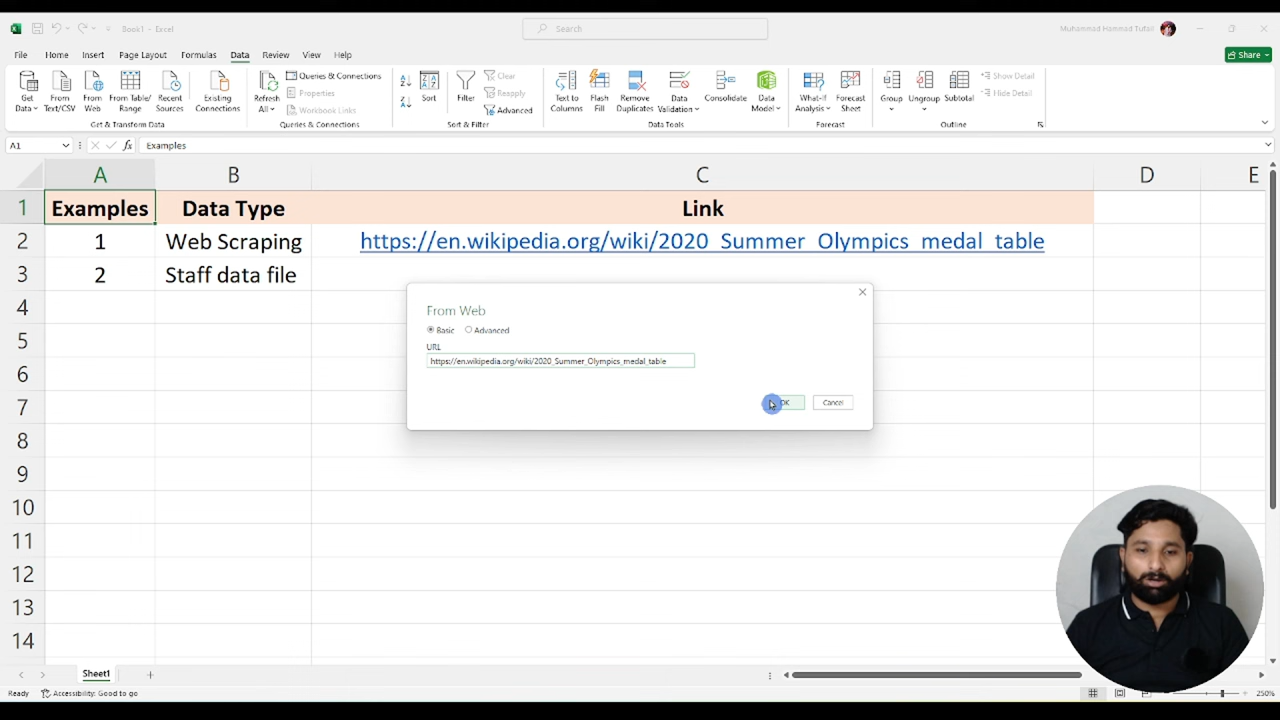 Book1 - Excel
Search
Muhammad Hammad Tufail
File Home Insert Page Layout Formulas Data Review View Help
Share
Get Data
From Text/CSV
From Web
From Table/ Range
Recent Sources
Existing Connections
Get & Transform Data
Refresh All
Queries & Connections
Properties
Workbook Links
Queries & Connections
Sort
Filter
Clear
Reapply
Advanced
Sort & Filter
Text to Columns
Flash Fill
Remove Duplicates
Data Validation
Consolidate
Data Model
Data Tools
What-If Analysis
Forecast Sheet
Forecast
Group
Ungroup
Subtotal
Show Detail
Hide Detail
Outline
A1 fx Examples
A B C D E
1 Examples Data Type Link
2 1 Web Scraping https://en.wikipedia.org/wiki/2020_Summer_Olympics_medal_table
3 2 Staff data file
4
5
6
7
8
9
10
11
12
13
14
From Web
Basic Advanced
URL
https://en.wikipedia.org/wiki/2020_Summer_Olympics_medal_table
OK Cancel
Sheet1
Ready Accessibility: Good to go 250%